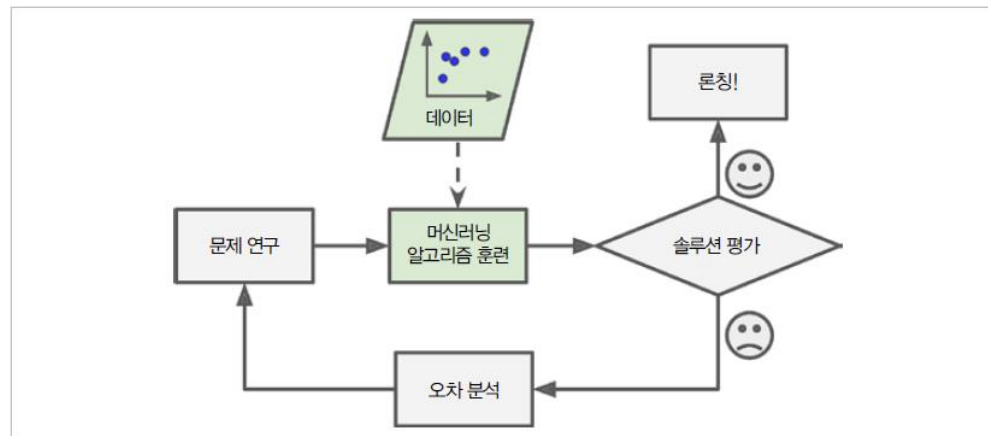 데이터
론칭!
문제 연구
머신러닝
알고리즘 훈련
솔루션 평가
오차 분석